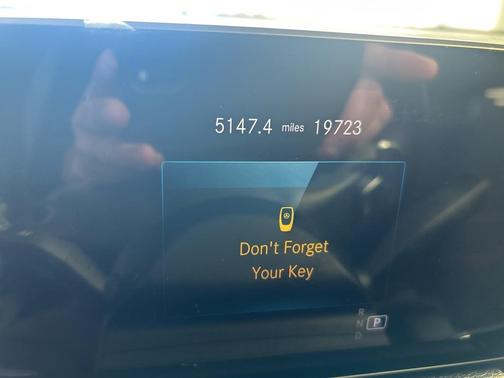 5147.4 miles 19723
Don't Forget
Your Key
R
N P
D